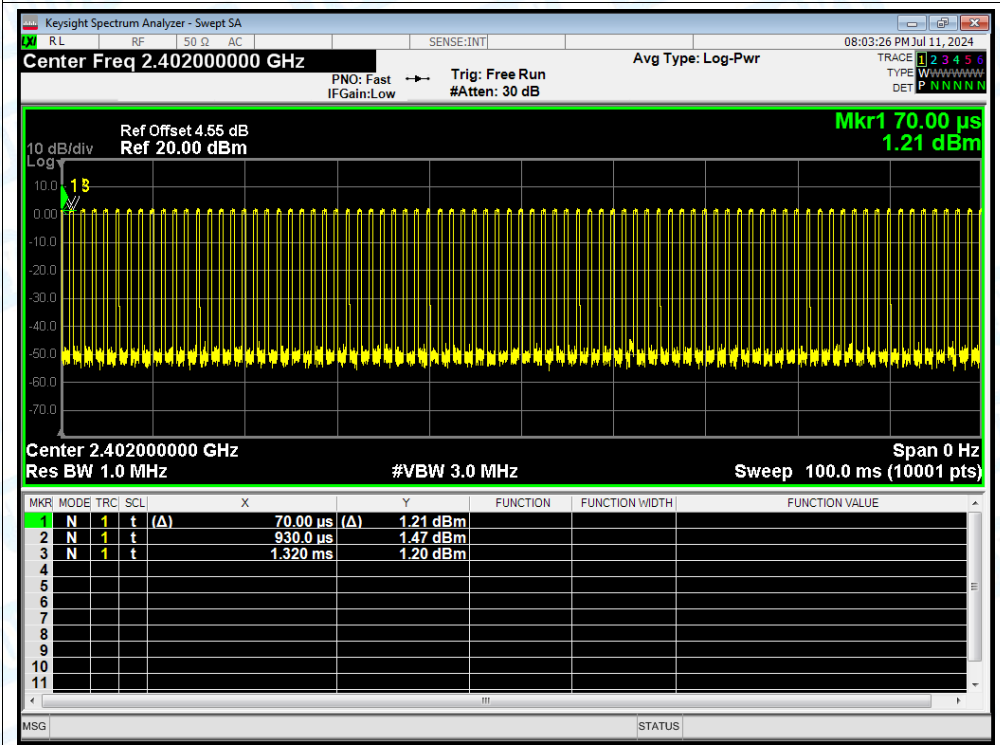 Keysight Spectrum Analyzer - Swept SA
LXI RL RF 50 Ω AC SENSE:INT 08:03:26 PM Jul 11, 2024
Center Freq 2.402000000 GHz
PNO: Fast
IFGain:Low
Trig: Free Run
#Atten: 30 dB
Avg Type: Log-Pwr
TRACE 1 2 3 4 5 6
TYPE WWWWWW
DET P N N N N N
Mkr1 70.00 µs
1.21 dBm
Ref Offset 4.55 dB
10 dB/div Ref 20.00 dBm
Log
10.0
0.00
-10.0
-20.0
-30.0
-40.0
-50.0
-60.0
-70.0
Center 2.402000000 GHz Span 0 Hz
Res BW 1.0 MHz #VBW 3.0 MHz Sweep 100.0 ms (10001 pts)
MKR MODE TRC SCL X Y FUNCTION FUNCTION WIDTH FUNCTION VALUE
1 N 1 t (Δ) 70.00 µs (Δ) 1.21 dBm
2 N 1 t 930.0 µs 1.47 dBm
3 N 1 t 1.320 ms 1.20 dBm
4
5
6
7
8
9
10
11
MSG STATUS